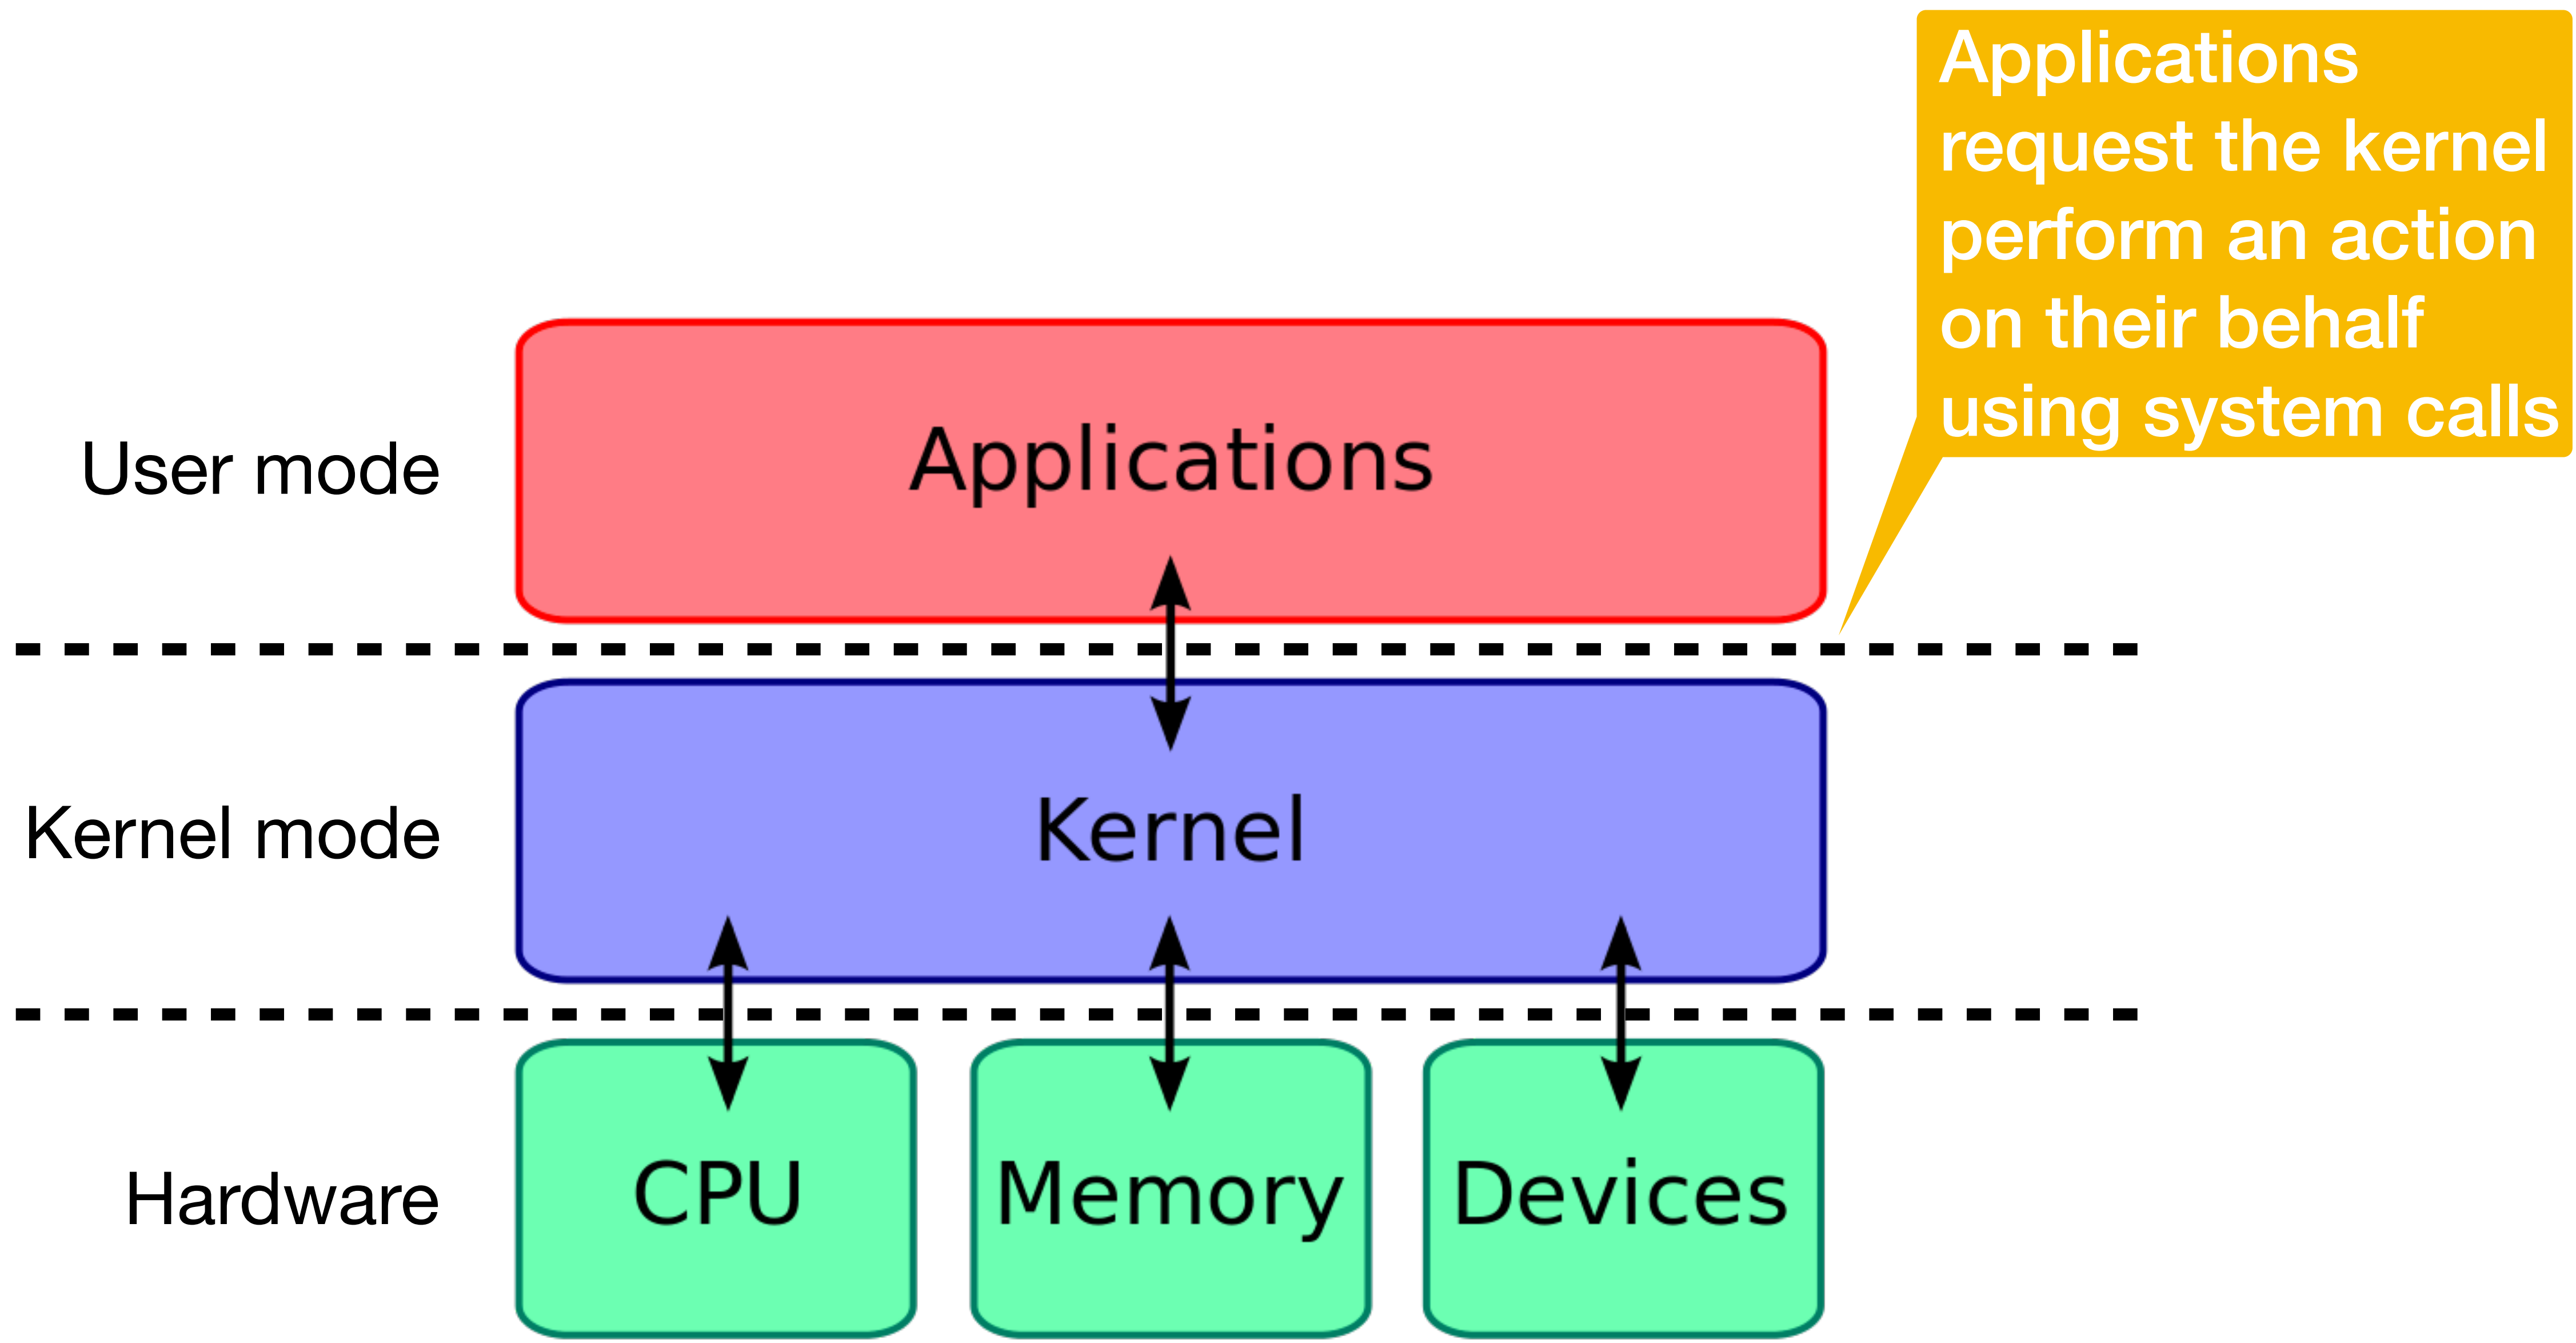 Applications
request the kernel
perform an action
on their behalf
using system calls
User mode
Applications
Kernel mode
Kernel
Hardware
CPU
Memory
Devices